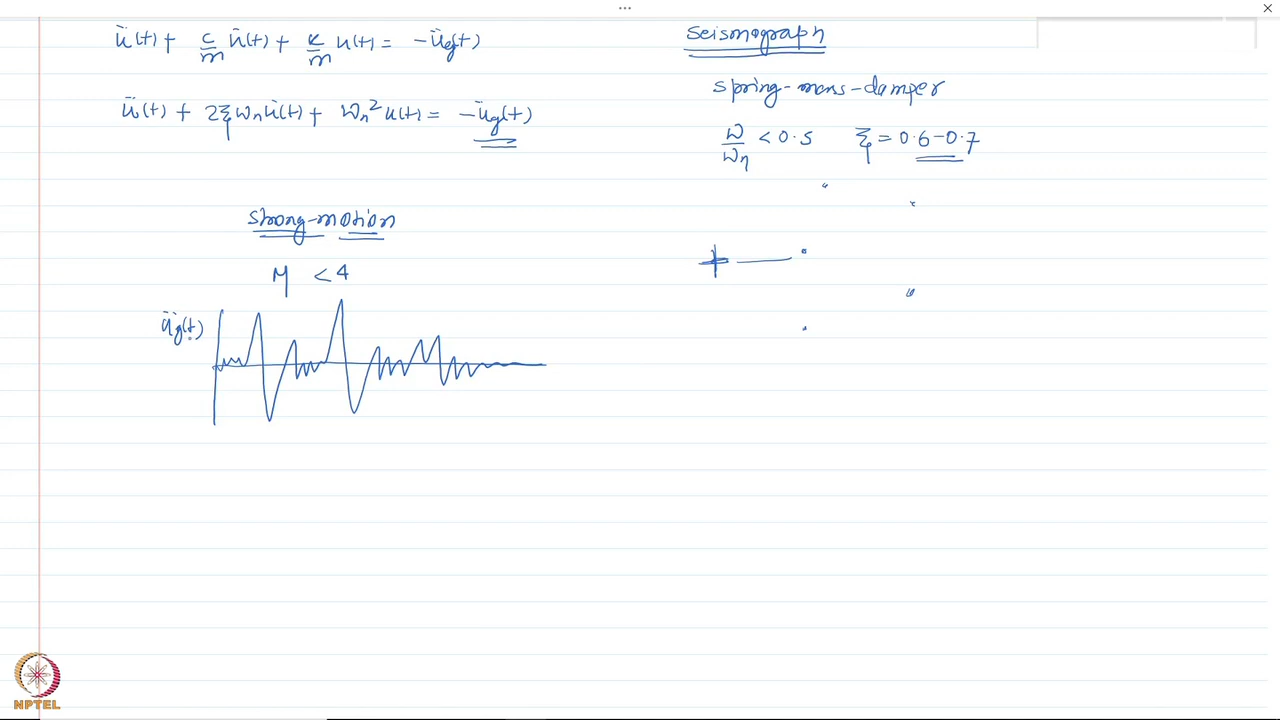 ü(t) + c/m u̇(t) + k/m u(t) = -üg(t)
ü(t) + 2ξωn u̇(t) + ωn² u(t) = -üg(t)
Seismograph
spring-mass-damper
ω/ωn < 0.5 ξ = 0.6-0.7
Strong-motion
M < 4
üg(t)
NPTEL